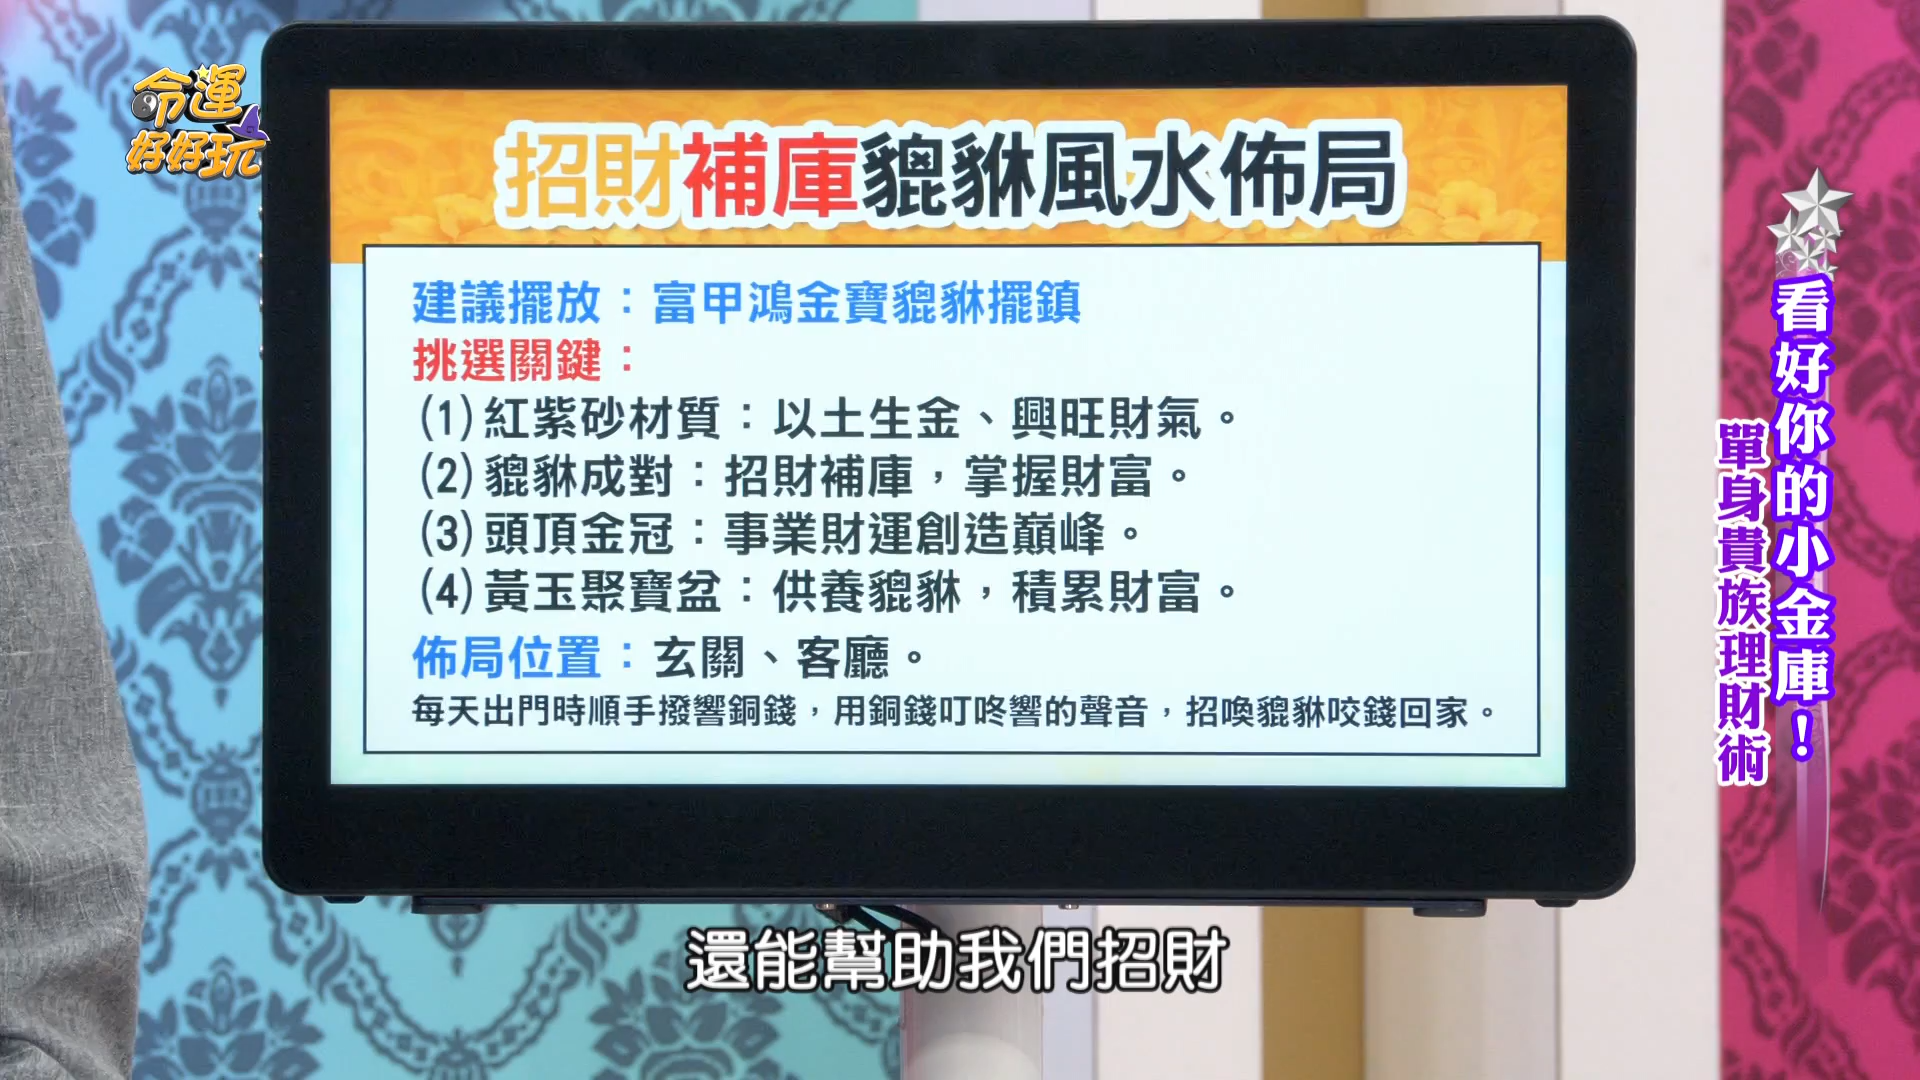 命運
好好玩
招財補庫貔貅風水佈局
建議擺放：富甲鴻金寶貔貅擺鎮
挑選關鍵：
(1)紅紫砂材質：以土生金、興旺財氣。
(2)貔貅成對：招財補庫，掌握財富。
(3)頭頂金冠：事業財運創造巔峰。
(4)黃玉聚寶盆：供養貔貅，積累財富。
佈局位置：玄關、客廳。
每天出門時順手撥響銅錢，用銅錢叮咚響的聲音，招喚貔貅咬錢回家。
看好你的小金庫！
單身貴族理財術
還能幫助我們招財